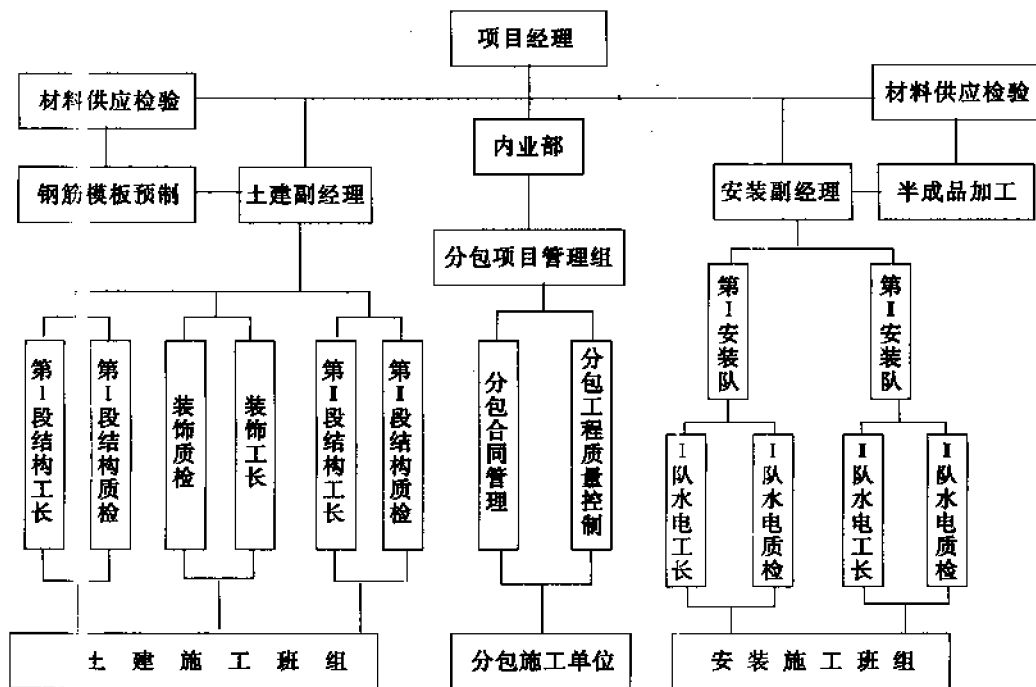 项目经理
材料供应检验
材料供应检验
内业部
钢筋模板预制
土建副经理
安装副经理
半成品加工
分包项目管理组
第Ⅰ安装队
第Ⅱ安装队
第Ⅰ段结构工长
第Ⅰ段结构质检
装饰质检
装饰工长
第Ⅱ段结构工长
第Ⅱ段结构质检
分包合同管理
分包工程质量控制
Ⅰ队水电工长
Ⅰ队水电质检
Ⅱ队水电工长
Ⅱ队水电质检
土建施工班组
分包施工单位
安装施工班组